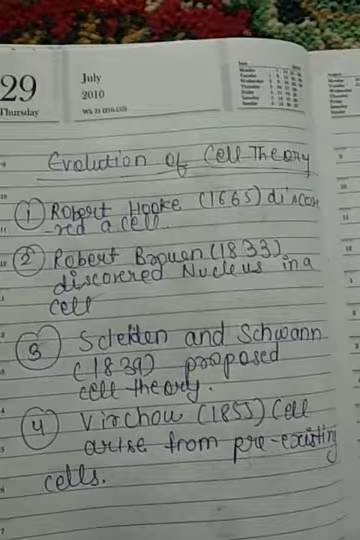 29
Thursday
July
2010
Evolution of Cell Theory
① Robert Hooke (1665) discove
-red a cell.
② Robert Brouen (1833)
discovered Nucleus in a
cell
③ Scleiden and Schwann
(1839) proposed
cell theory.
④ Virchow (1855) Cell
arise from pre-existing
cells.